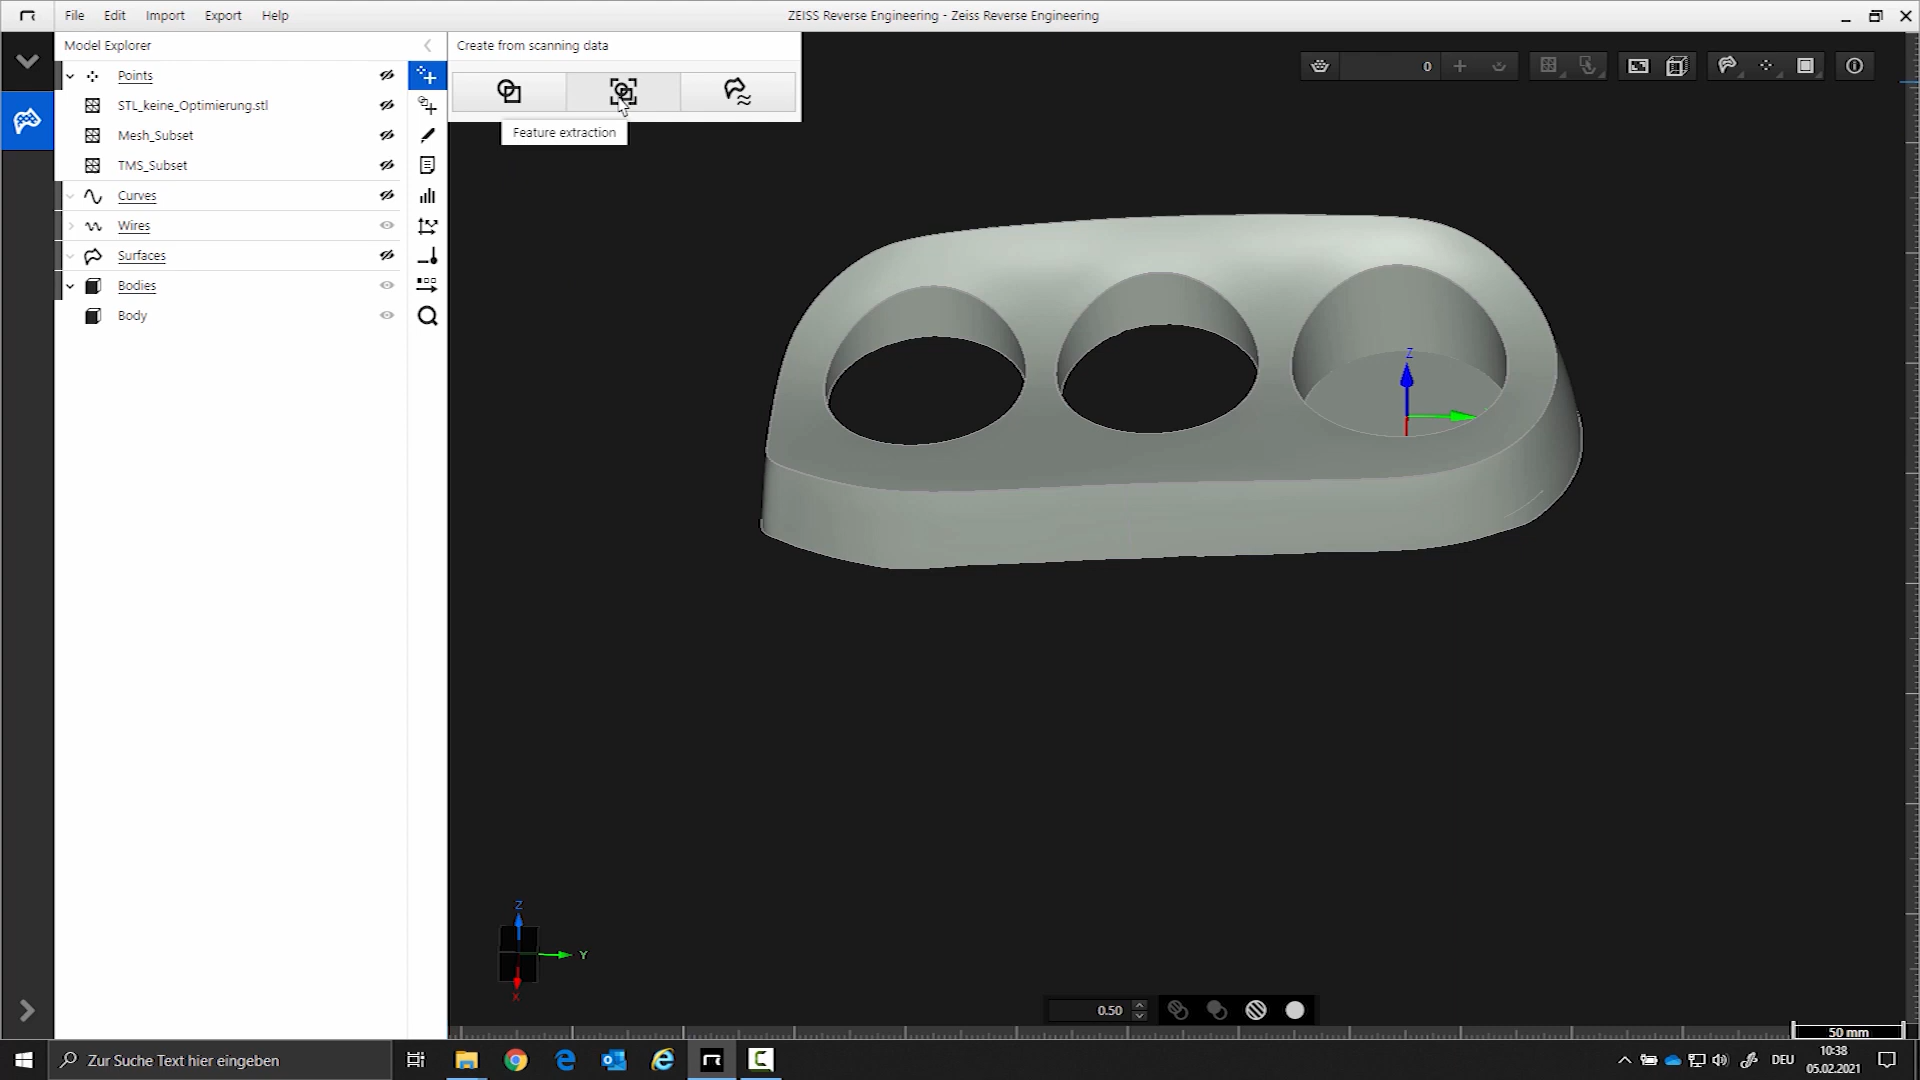 File Edit Import Export Help
ZEISS Reverse Engineering - Zeiss Reverse Engineering
Model Explorer
Create from scanning data
Points
STL_keine_Optimierung.stl
Mesh_Subset
TMS_Subset
Curves
Wires
Surfaces
Bodies
Body
Feature extraction
0
Z
Z
Y
X
0.50
50 mm
Zur Suche Text hier eingeben
DEU
10:38
05.02.2021